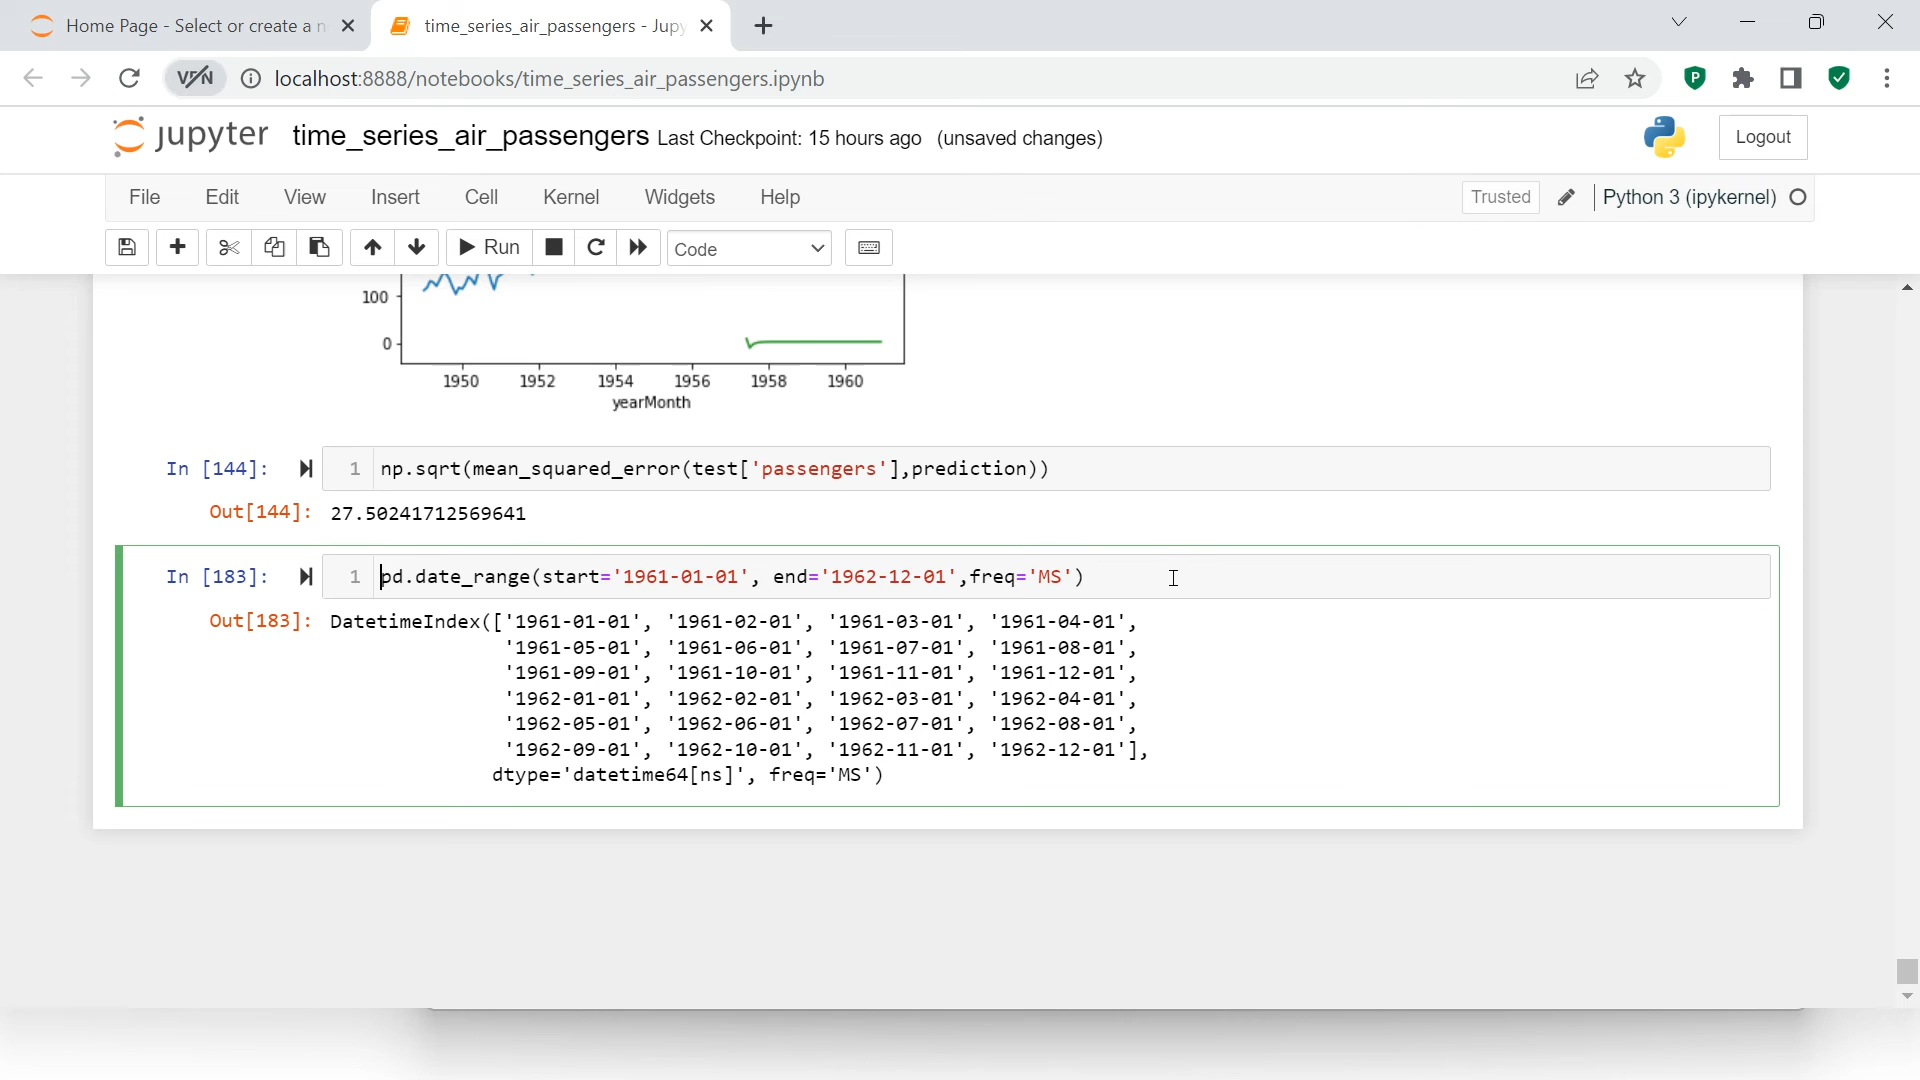 Home Page - Select or create a n
time_series_air_passengers - Jupy
VPN
localhost:8888/notebooks/time_series_air_passengers.ipynb
P
jupyter time_series_air_passengers Last Checkpoint: 15 hours ago (unsaved changes)
Logout
File Edit View Insert Cell Kernel Widgets Help
Trusted
Python 3 (ipykernel)
Run
Code
100
0
1950 1952 1954 1956 1958 1960
yearMonth
In [144]: 1 np.sqrt(mean_squared_error(test['passengers'],prediction))
Out[144]: 27.50241712569641
In [183]: 1 pd.date_range(start='1961-01-01', end='1962-12-01',freq='MS')
Out[183]: DatetimeIndex(['1961-01-01', '1961-02-01', '1961-03-01', '1961-04-01',
'1961-05-01', '1961-06-01', '1961-07-01', '1961-08-01',
'1961-09-01', '1961-10-01', '1961-11-01', '1961-12-01',
'1962-01-01', '1962-02-01', '1962-03-01', '1962-04-01',
'1962-05-01', '1962-06-01', '1962-07-01', '1962-08-01',
'1962-09-01', '1962-10-01', '1962-11-01', '1962-12-01'],
dtype='datetime64[ns]', freq='MS')